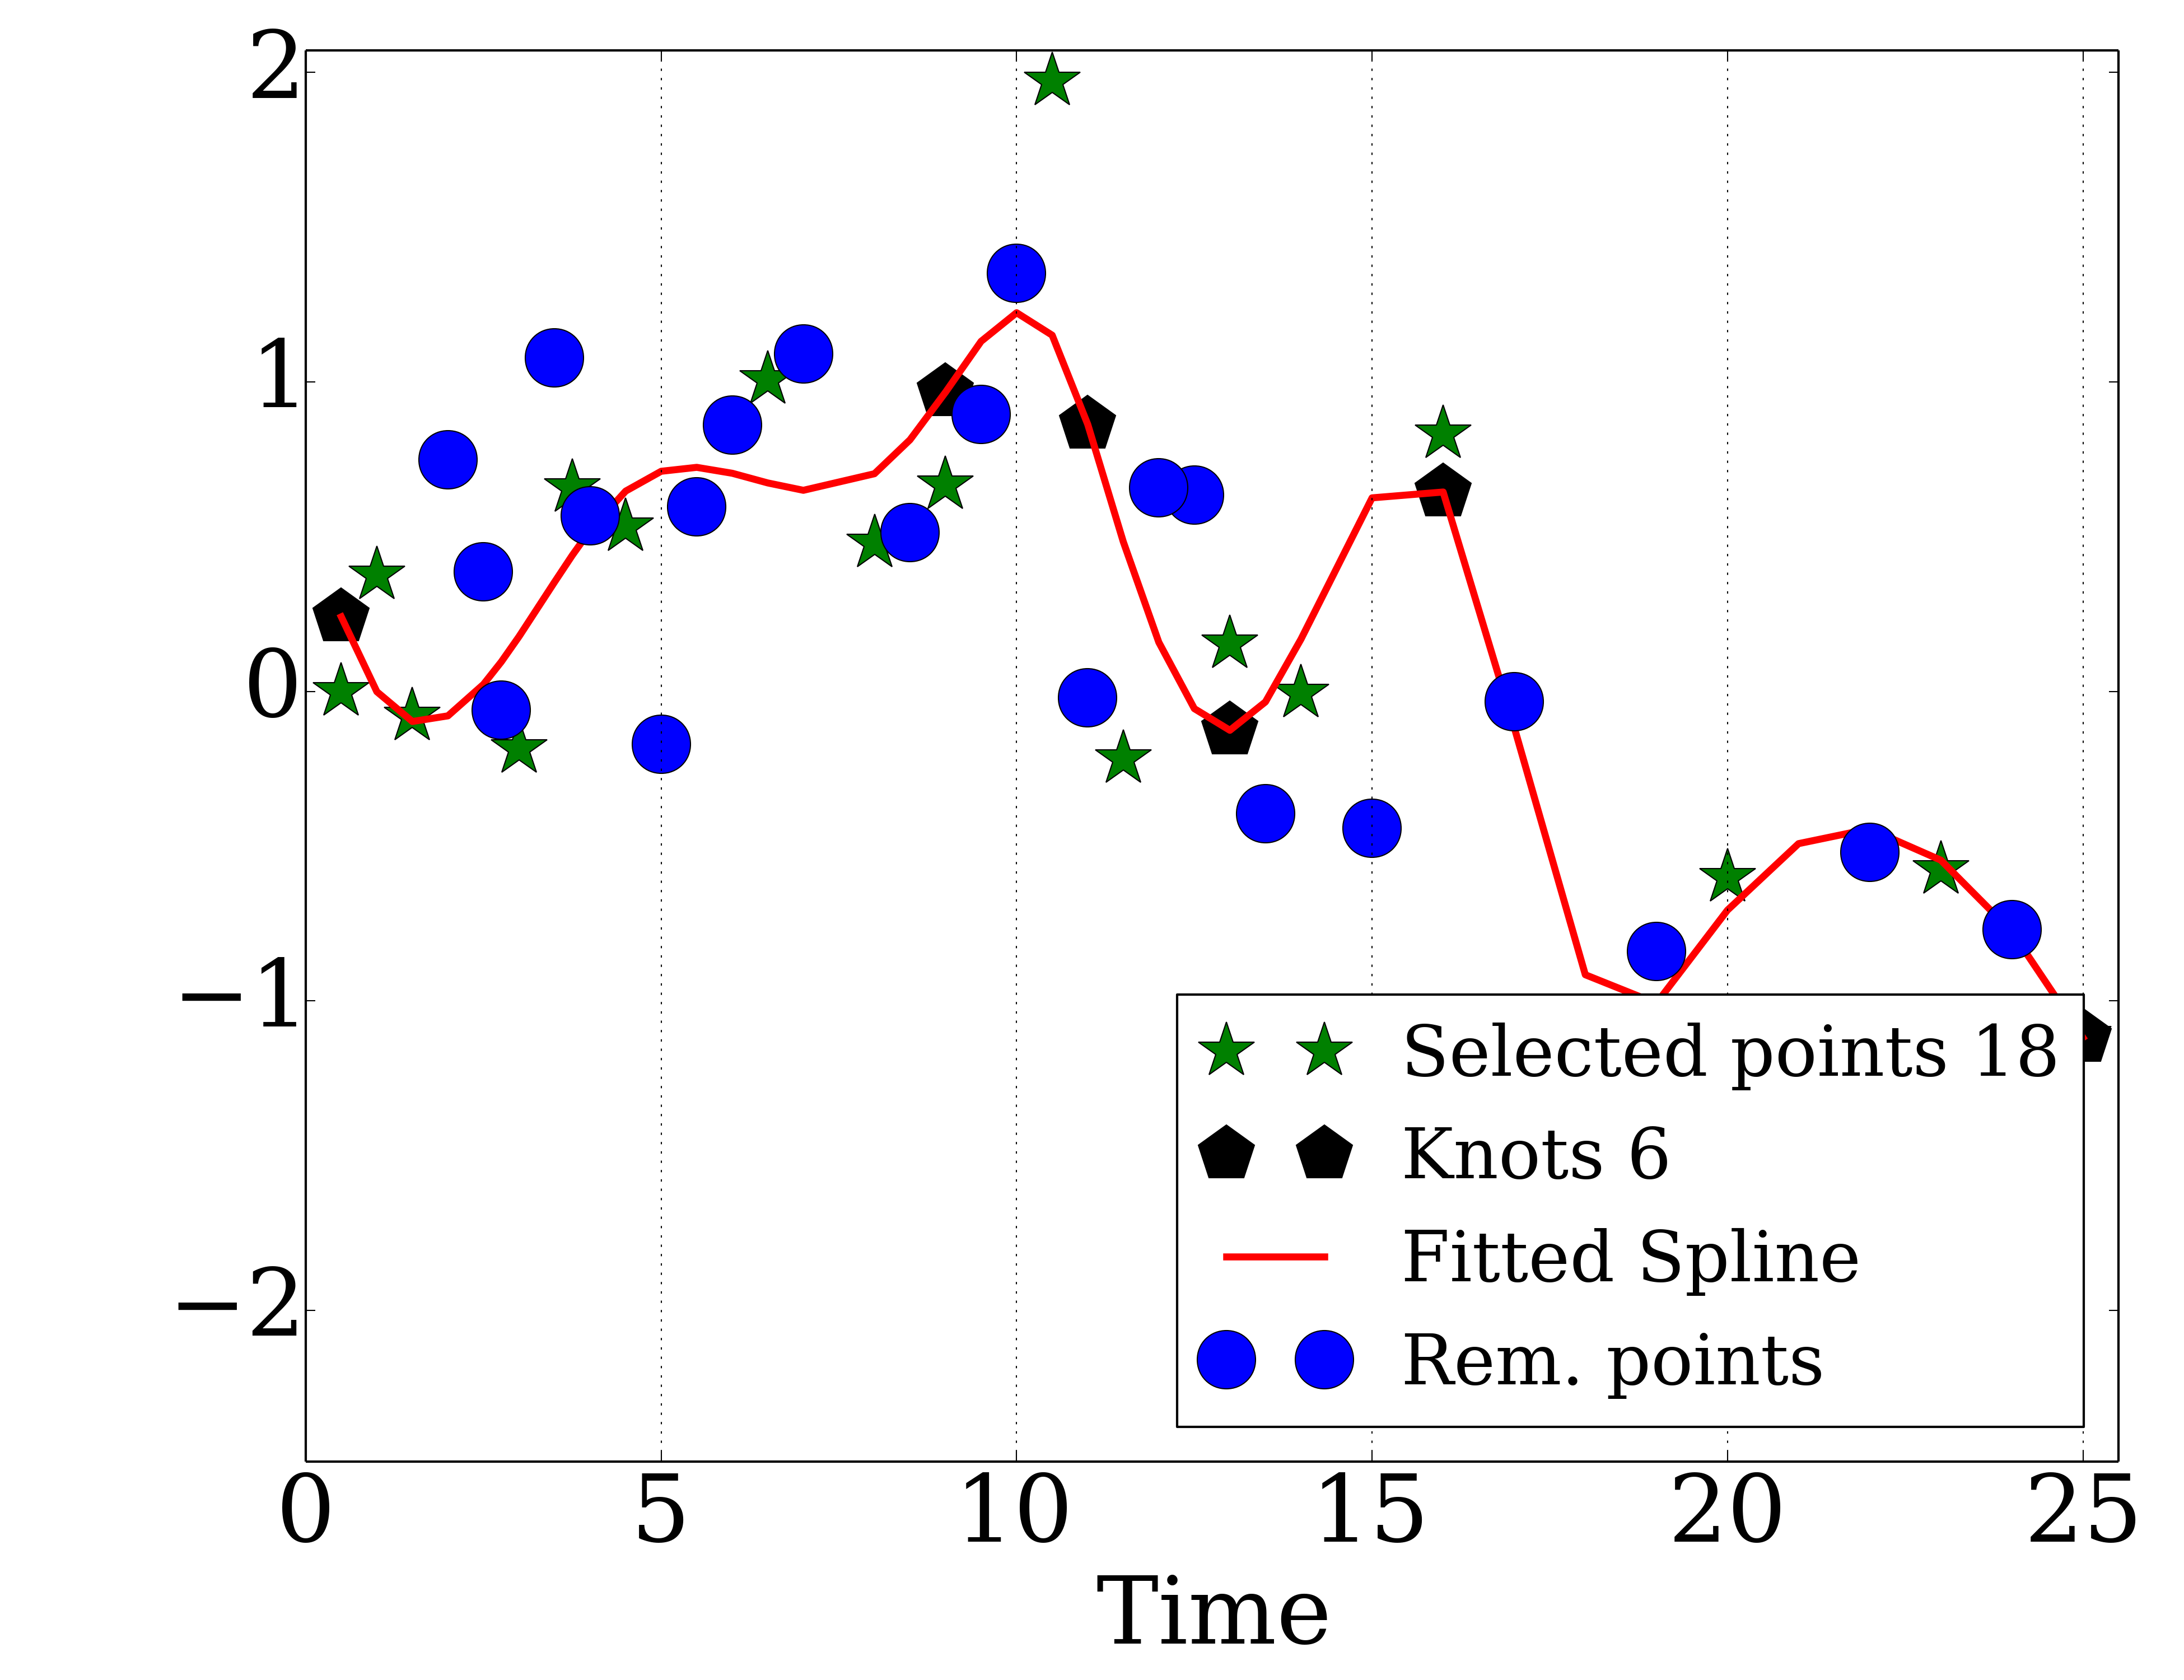 2
1
0
−1
−2
Selected points 18
Knots 6
Fitted Spline
Rem. points
0 5 10 15 20 25
Time